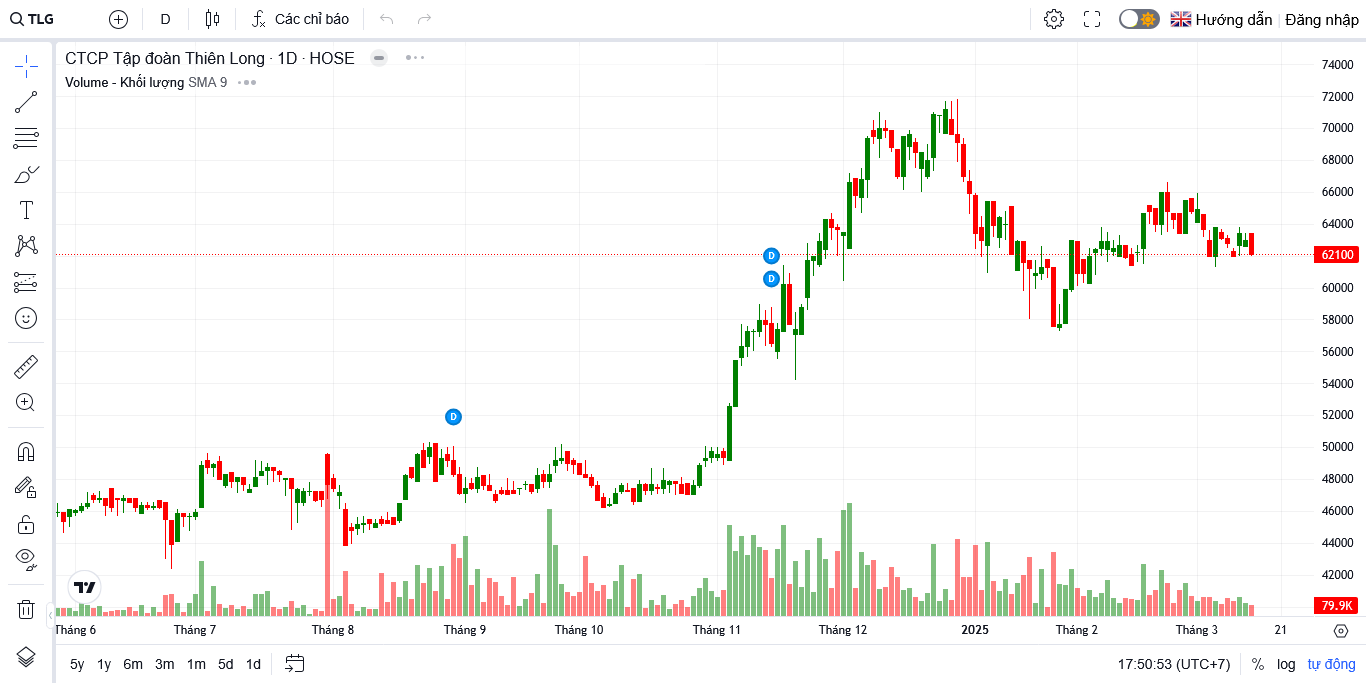 TLG D Các chỉ báo Hướng dẫn Đăng nhập
CTCP Tập đoàn Thiên Long · 1D · HOSE
Volume - Khối lượng SMA 9
74000
72000
70000
68000
66000
64000
62100
60000
58000
56000
54000
52000
50000
48000
46000
44000
42000
79.9K
D
D
D
Tháng 6 Tháng 7 Tháng 8 Tháng 9 Tháng 10 Tháng 11 Tháng 12 2025 Tháng 2 Tháng 3 21
5y 1y 6m 3m 1m 5d 1d 17:50:53 (UTC+7) % log tự động